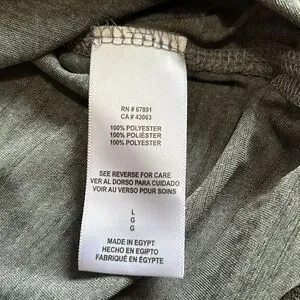 RN # 67891
CA # 43063
100% POLYESTER
100% POLIÉSTER
100% POLYESTER
SEE REVERSE FOR CARE
VER AL DORSO PARA CUIDADO
VOIR AU VERSO POUR SOINS
L
G
G
MADE IN EGYPT
HECHO EN EGIPTO
FABRIQUÉ EN ÉGYPTE